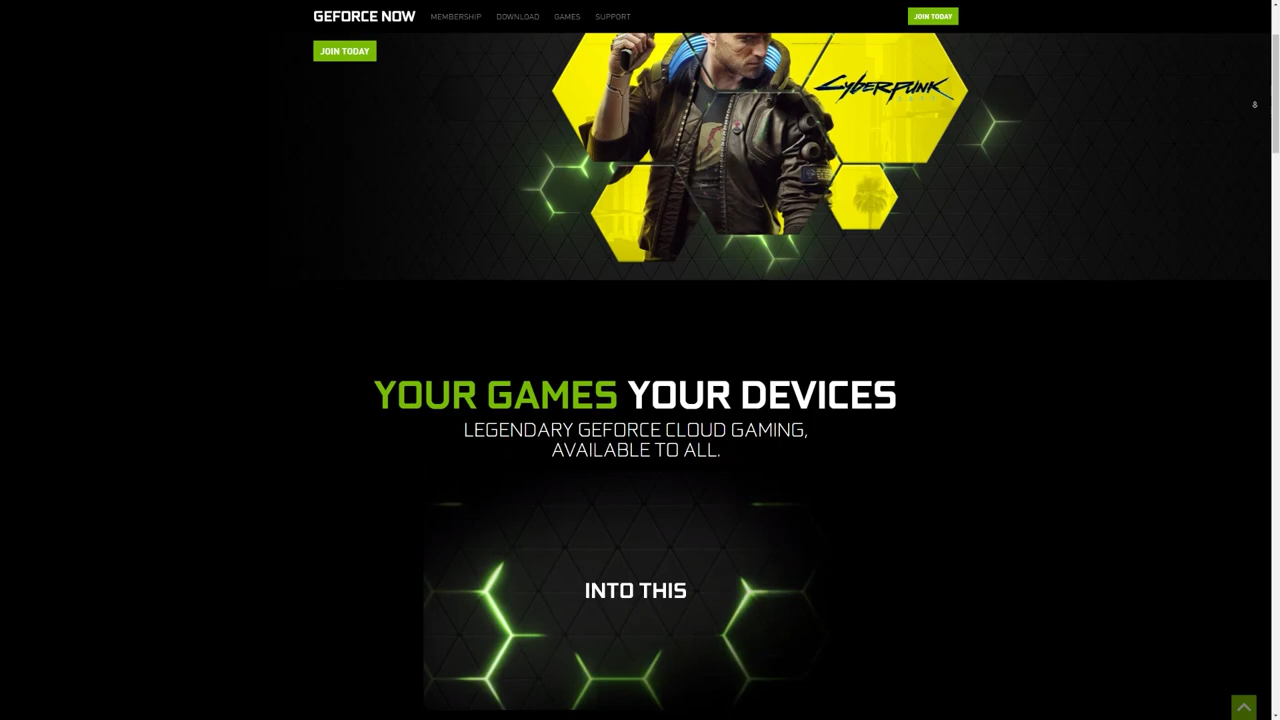 GEFORCE NOW MEMBERSHIP DOWNLOAD GAMES SUPPORT JOIN TODAY
JOIN TODAY
CYBERPUNK
YOUR GAMES YOUR DEVICES
LEGENDARY GEFORCE CLOUD GAMING,
AVAILABLE TO ALL.
INTO THIS